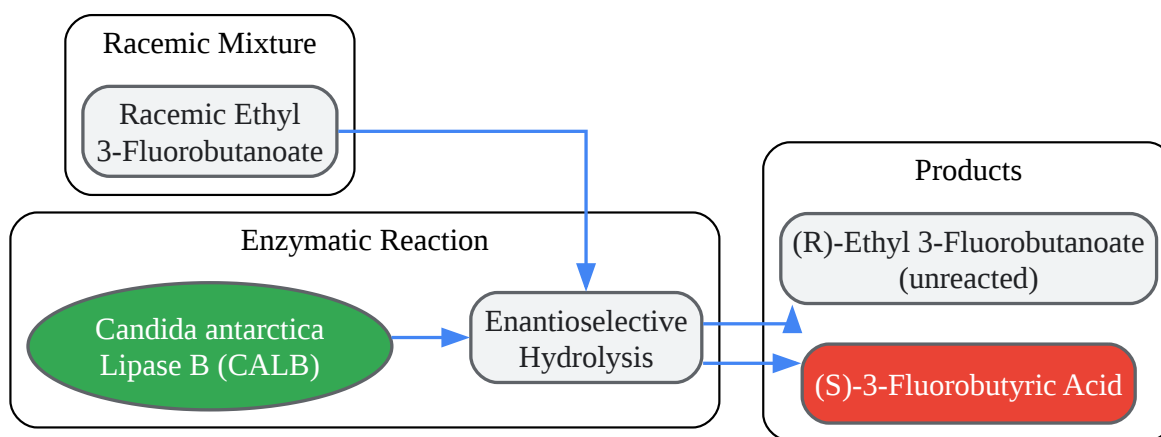 Racemic Mixture
Racemic Ethyl
3-Fluorobutanoate
Enzymatic Reaction
Candida antarctica
Lipase B (CALB)
Enantioselective
Hydrolysis
Products
(R)-Ethyl 3-Fluorobutanoate
(unreacted)
(S)-3-Fluorobutyric Acid